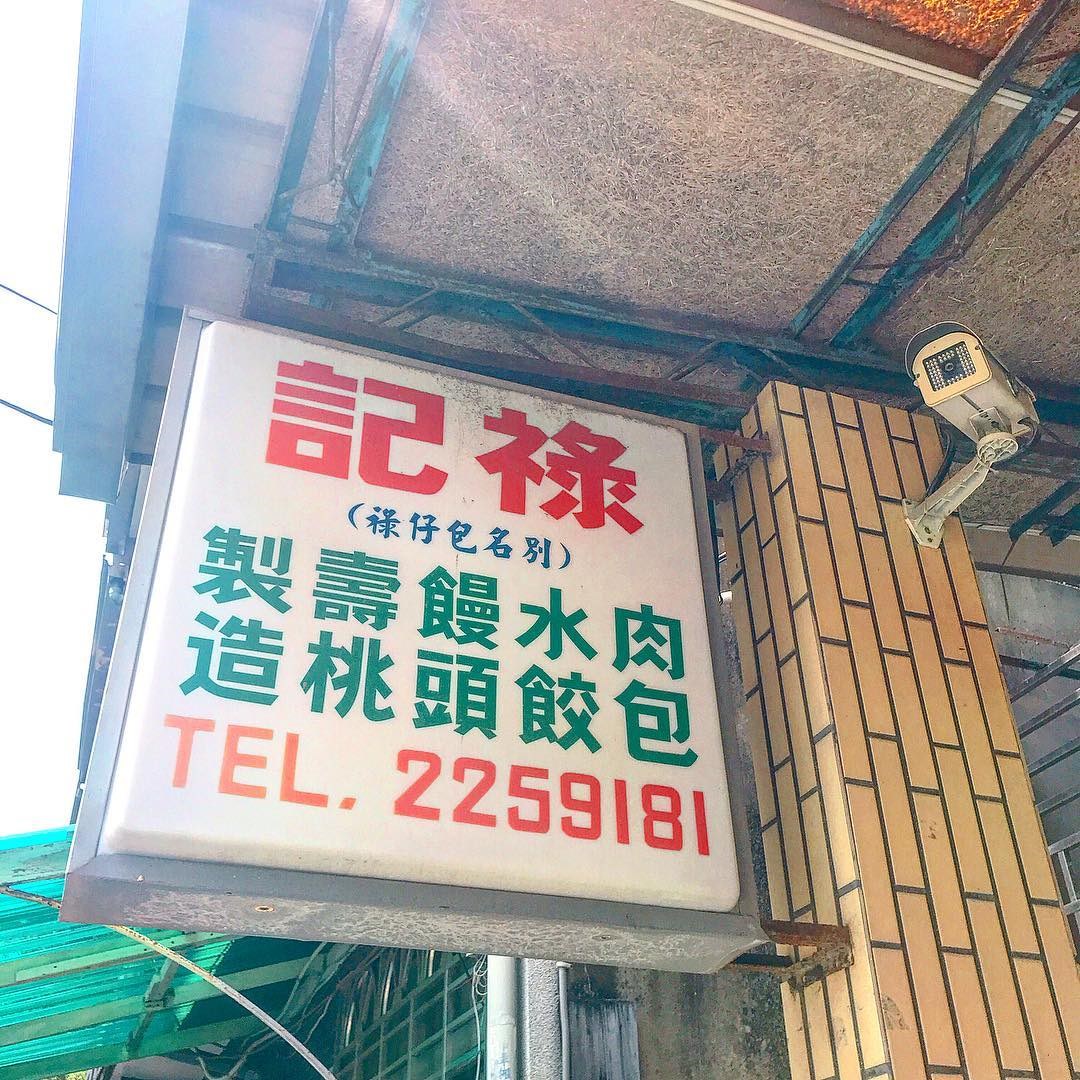 祿記
(別名包仔祿)
肉包
水餃
饅頭
壽桃
製造
TEL. 2259181